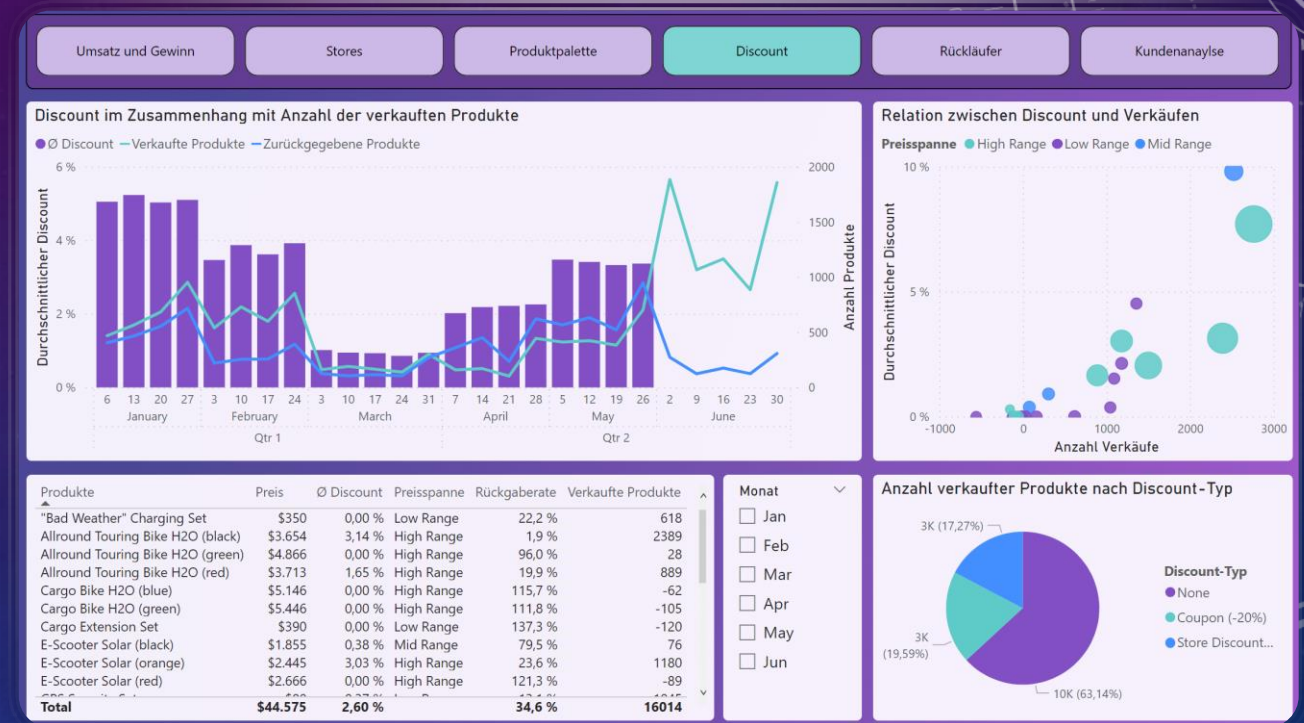 Umsatz und Gewinn
Stores
Produktpalette
Discount
Rückläufer
Kundenanaylse
Discount im Zusammenhang mit Anzahl der verkauften Produkte
Ø Discount Verkaufte Produkte Zurückgegebene Produkte
6 %
4 %
2 %
0 %
Durchschnittlicher Discount
2000
1500
1000
500
0
Anzahl Produkte
6 13 20 27 3 10 17 24 3 10 17 24 31 7 14 21 28 5 12 19 26 2 9 16 23 30
January February March April May June
Qtr 1 Qtr 2
Relation zwischen Discount und Verkäufen
Preisspanne High Range Low Range Mid Range
10 %
5 %
0 %
Durchschnittlicher Discount
-1000 0 1000 2000 3000
Anzahl Verkäufe
Produkte Preis Ø Discount Preisspanne Rückgaberate Verkaufte Produkte
"Bad Weather" Charging Set $350 0,00 % Low Range 22,2 % 618
Allround Touring Bike H2O (black) $3.654 3,14 % High Range 1,9 % 2389
Allround Touring Bike H2O (green) $4.866 0,00 % High Range 96,0 % 28
Allround Touring Bike H2O (red) $3.713 1,65 % High Range 19,9 % 889
Cargo Bike H2O (blue) $5.146 0,00 % High Range 115,7 % -62
Cargo Bike H2O (green) $5.446 0,00 % High Range 111,8 % -105
Cargo Extension Set $390 0,00 % Low Range 137,3 % -120
E-Scooter Solar (black) $1.855 0,38 % Mid Range 79,5 % 76
E-Scooter Solar (orange) $2.445 3,03 % High Range 23,6 % 1180
E-Scooter Solar (red) $2.666 0,00 % High Range 121,3 % -89
Total $44.575 2,60 % 34,6 % 16014
Monat
Jan
Feb
Mar
Apr
May
Jun
Anzahl verkaufter Produkte nach Discount-Typ
3K (17,27%)
3K
(19,59%)
10K (63,14%)
Discount-Typ
None
Coupon (-20%)
Store Discount...